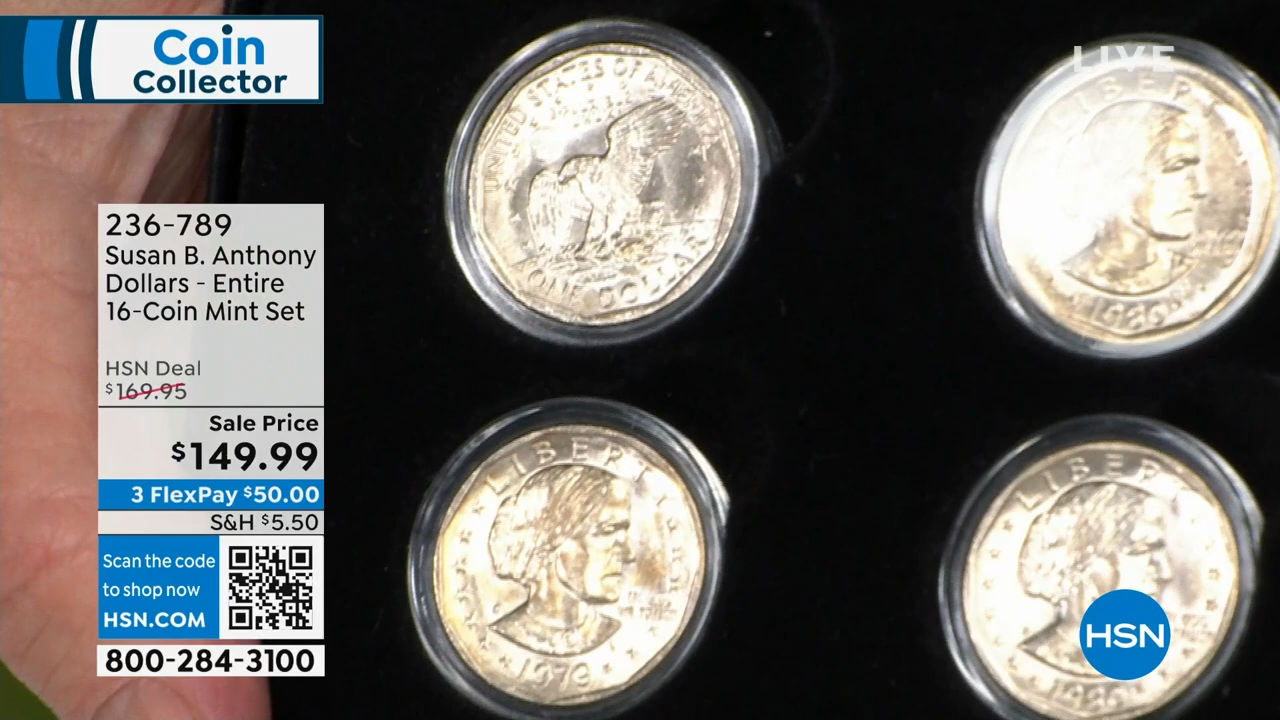 Coin
Collector
LIVE
236-789
Susan B. Anthony
Dollars - Entire
16-Coin Mint Set
HSN Deal
$169.95
Sale Price
$149.99
3 FlexPay $50.00
S&H $5.50
Scan the code
to shop now
HSN.COM
800-284-3100
UNITED STATES OF AMERICA
ONE DOLLAR
LIBERTY
LIBERTY
1979
LIBERTY
HSN